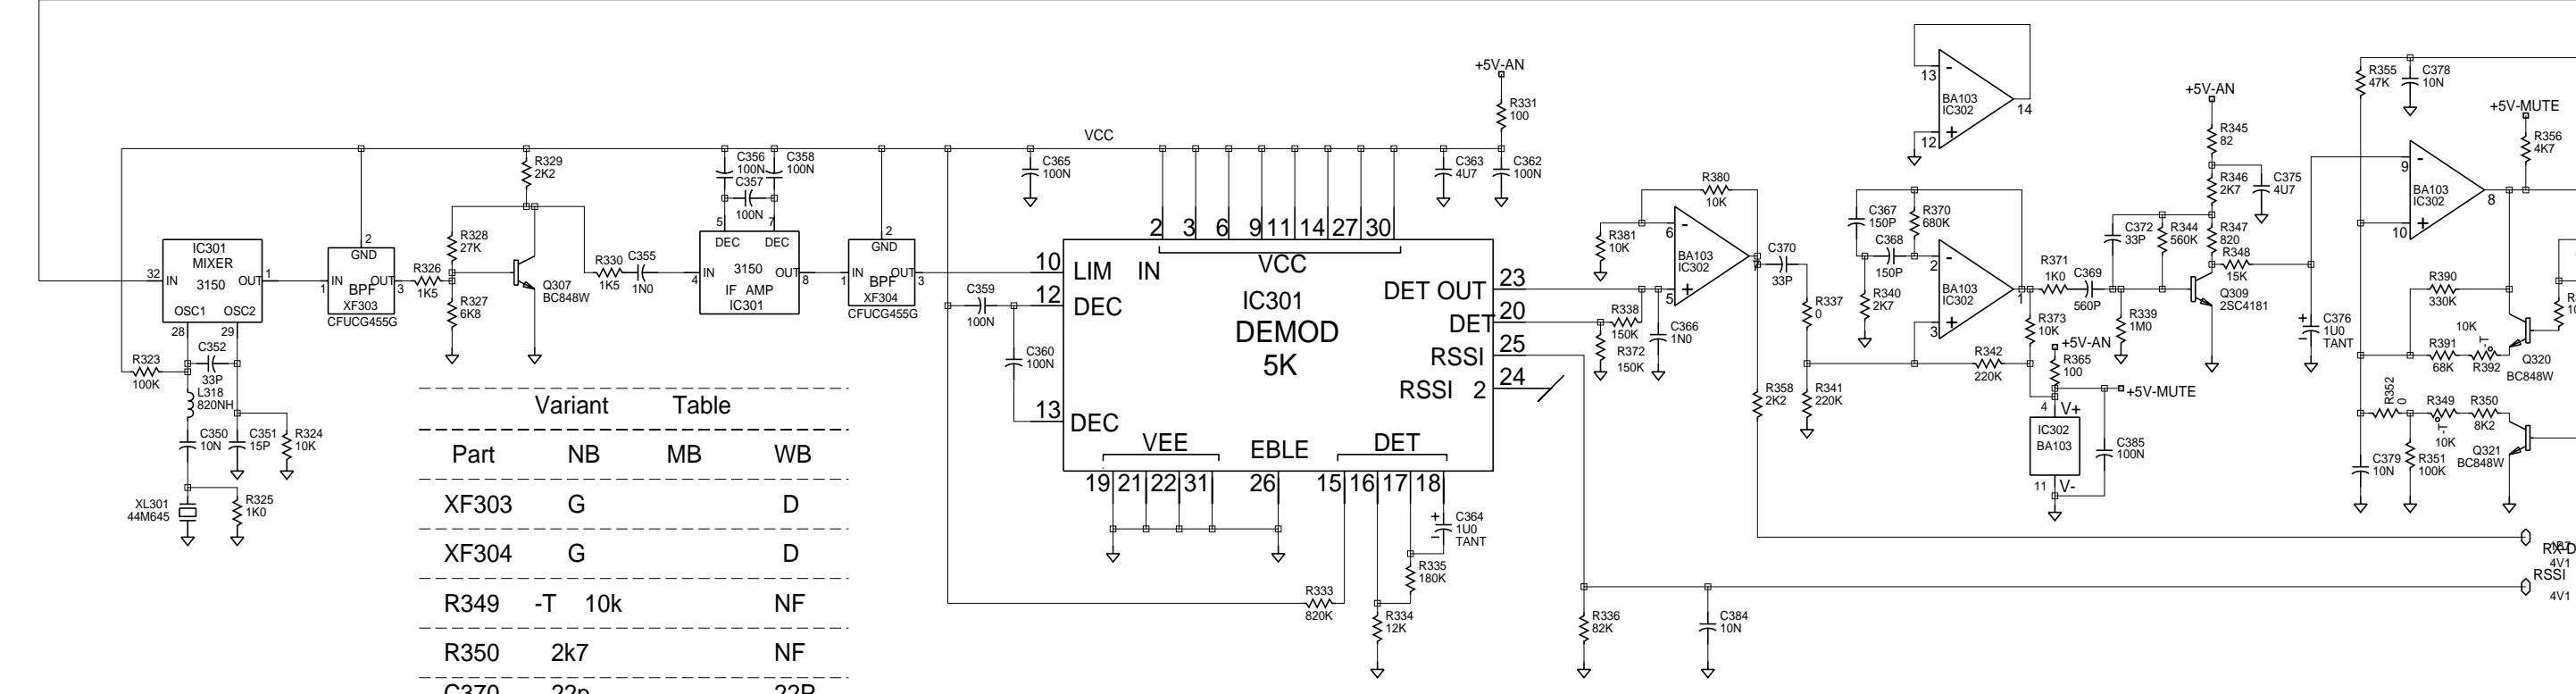 +5V-AN
R331
100
VCC
C356
100N
C358
100N
C357
100N
5
7
DEC DEC
3150
IN OUT
4
8
IF AMP
IC301
R329
2K2
R328
27K
R326
1K5
R327
6K8
Q307
BC848W
R330
1K5
C355
1N0
IC301
MIXER
3150
32
IN
OUT
1
OSC1 OSC2
28
29
2
GND
IN OUT
1
3
BPF
XF303
CFUCG455G
2
GND
IN OUT
1
3
BPF
XF304
CFUCG455G
R323
100K
C352
33P
L318
820NH
C350
10N
C351
15P
R324
10K
XL301
44M645
R325
1K0
Variant Table
Part NB MB WB
XF303 G D
XF304 G D
R349 -T 10k NF
R350 2k7 NF
C370 22p 22P
C365
100N
C363
4U7
C362
100N
C359
100N
C360
100N
2 3 6 9 11 14 27 30
VCC
10
LIM IN
12
DEC
13
DEC
IC301
DEMOD
5K
DET OUT
23
DET
20
RSSI
25
RSSI 2
24
VEE
EBLE
DET
19 21 22 31 26 15 16 17 18
C364
1U0
TANT
+
R335
180K
R333
820K
R334
12K
R336
82K
C384
10N
R380
10K
R381
10K
6
-
5
+
BA103
IC302
R338
150K
R372
150K
C366
1N0
C370
33P
R337
0
R358
2K2
R341
220K
13
-
12
+
BA103
IC302
14
C367
150P
R370
680K
C368
150P
R340
2K7
2
-
3
+
BA103
IC302
1
R371
1K0
C369
560P
R373
10K
R342
220K
+5V-AN
R365
100
+5V-MUTE
4
V+
IC302
BA103
11
V-
C385
100N
R339
1M0
C372
33P
R344
560K
+5V-AN
R345
82
R346
2K7
C375
4U7
R347
820
R348
15K
Q309
2SC4181
C376
1U0
TANT
+
R355
47K
C378
10N
+5V-MUTE
R356
4K7
9
-
10
+
BA103
IC302
8
R390
330K
10K
-T
R391
68K
R392
Q320
BC848W
R352
0
R349
-T
10K
R350
8K2
Q321
BC848W
C379
10N
R351
100K
4V1
RSSI
4V1